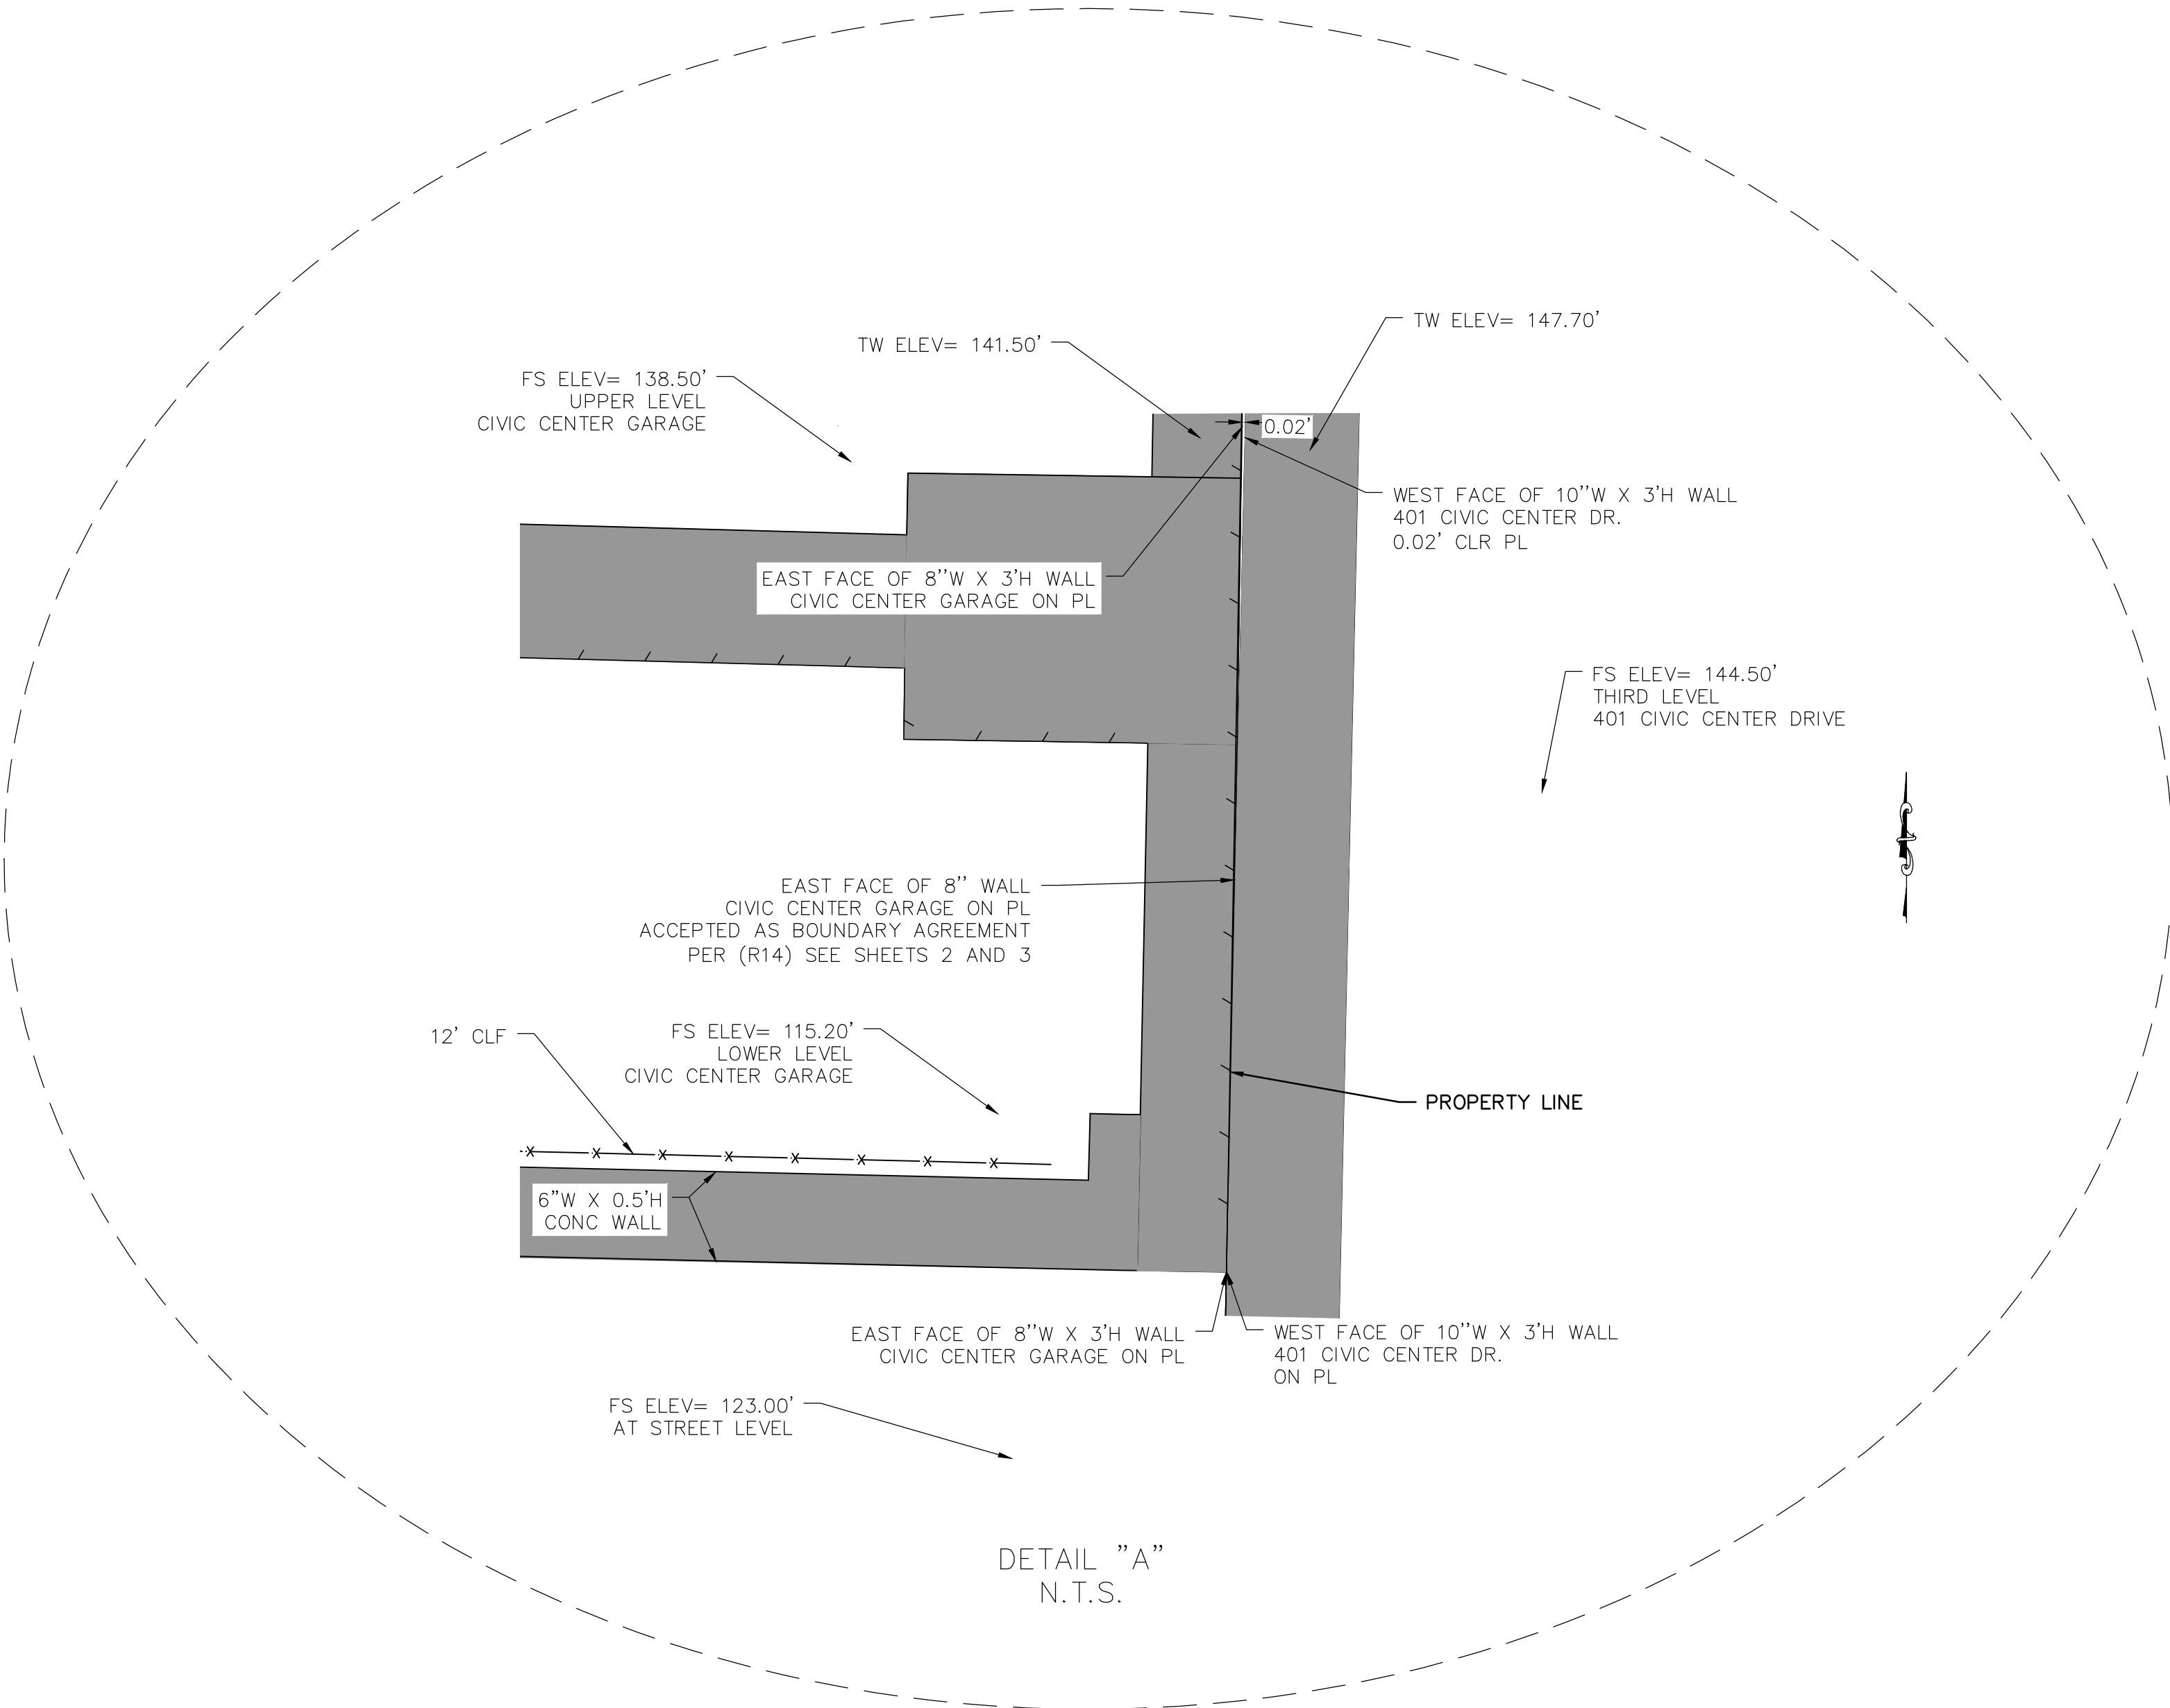 TW ELEV= 147.70'
TW ELEV= 141.50'
FS ELEV= 138.50'
UPPER LEVEL
CIVIC CENTER GARAGE
0.02'
WEST FACE OF 10"W X 3'H WALL
401 CIVIC CENTER DR.
0.02' CLR PL
EAST FACE OF 8"W X 3'H WALL
CIVIC CENTER GARAGE ON PL
FS ELEV= 144.50'
THIRD LEVEL
401 CIVIC CENTER DRIVE
EAST FACE OF 8" WALL
CIVIC CENTER GARAGE ON PL
ACCEPTED AS BOUNDARY AGREEMENT
PER (R14) SEE SHEETS 2 AND 3
12' CLF
FS ELEV= 115.20'
LOWER LEVEL
CIVIC CENTER GARAGE
PROPERTY LINE
6"W X 0.5'H
CONC WALL
EAST FACE OF 8"W X 3'H WALL
CIVIC CENTER GARAGE ON PL
WEST FACE OF 10"W X 3'H WALL
401 CIVIC CENTER DR.
ON PL
FS ELEV= 123.00'
AT STREET LEVEL
DETAIL "A"
N.T.S.